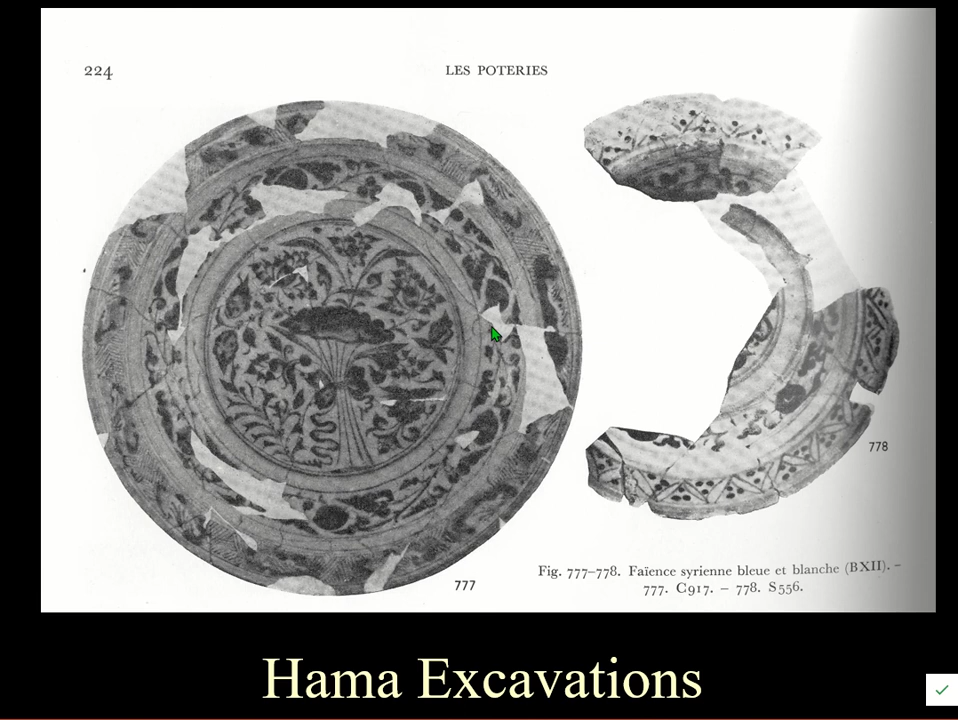 224
LES POTERIES
778
777
Fig. 777–778. Faïence syrienne bleue et blanche (BXII). –
777. C917. – 778. S556.
Hama Excavations